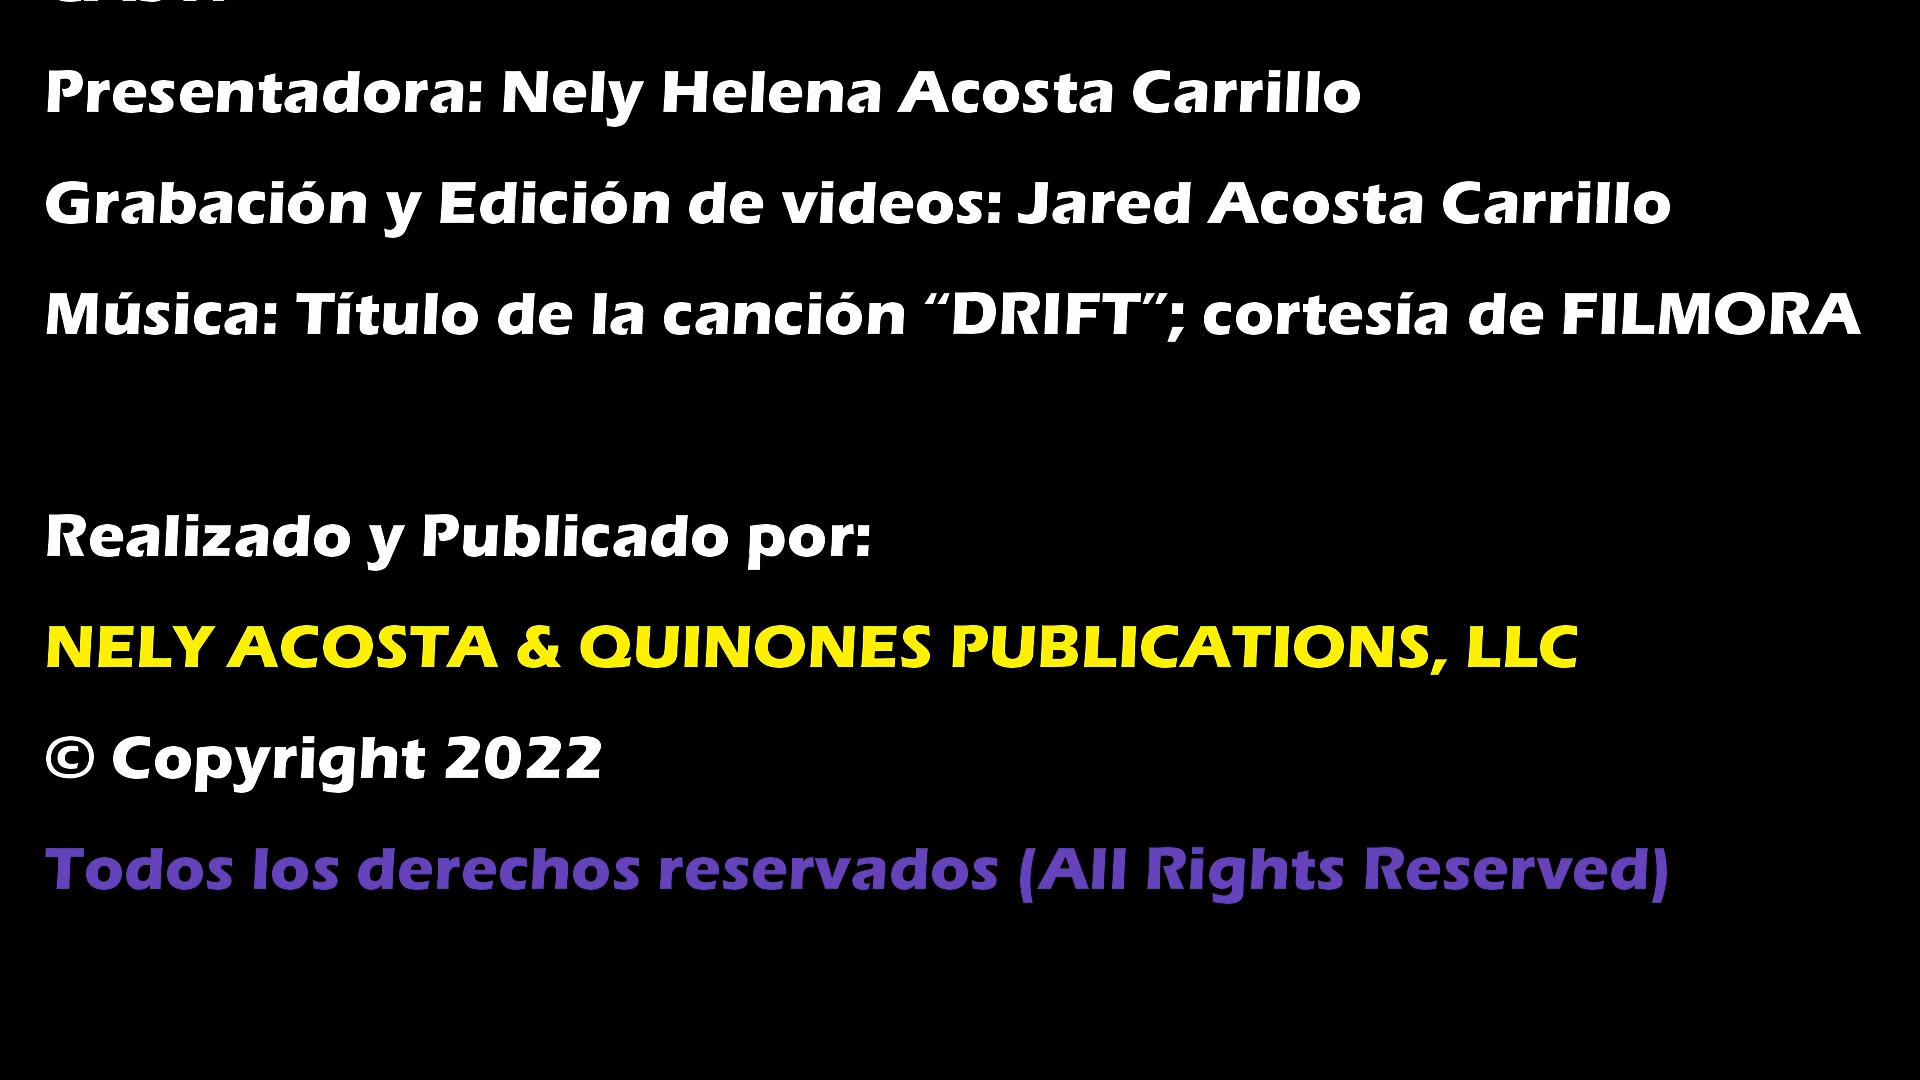 Presentadora: Nely Helena Acosta Carrillo
Grabación y Edición de videos: Jared Acosta Carrillo
Música: Título de la canción “DRIFT”; cortesía de FILMORA
Realizado y Publicado por:
NELY ACOSTA & QUINONES PUBLICATIONS, LLC
© Copyright 2022
Todos los derechos reservados (All Rights Reserved)